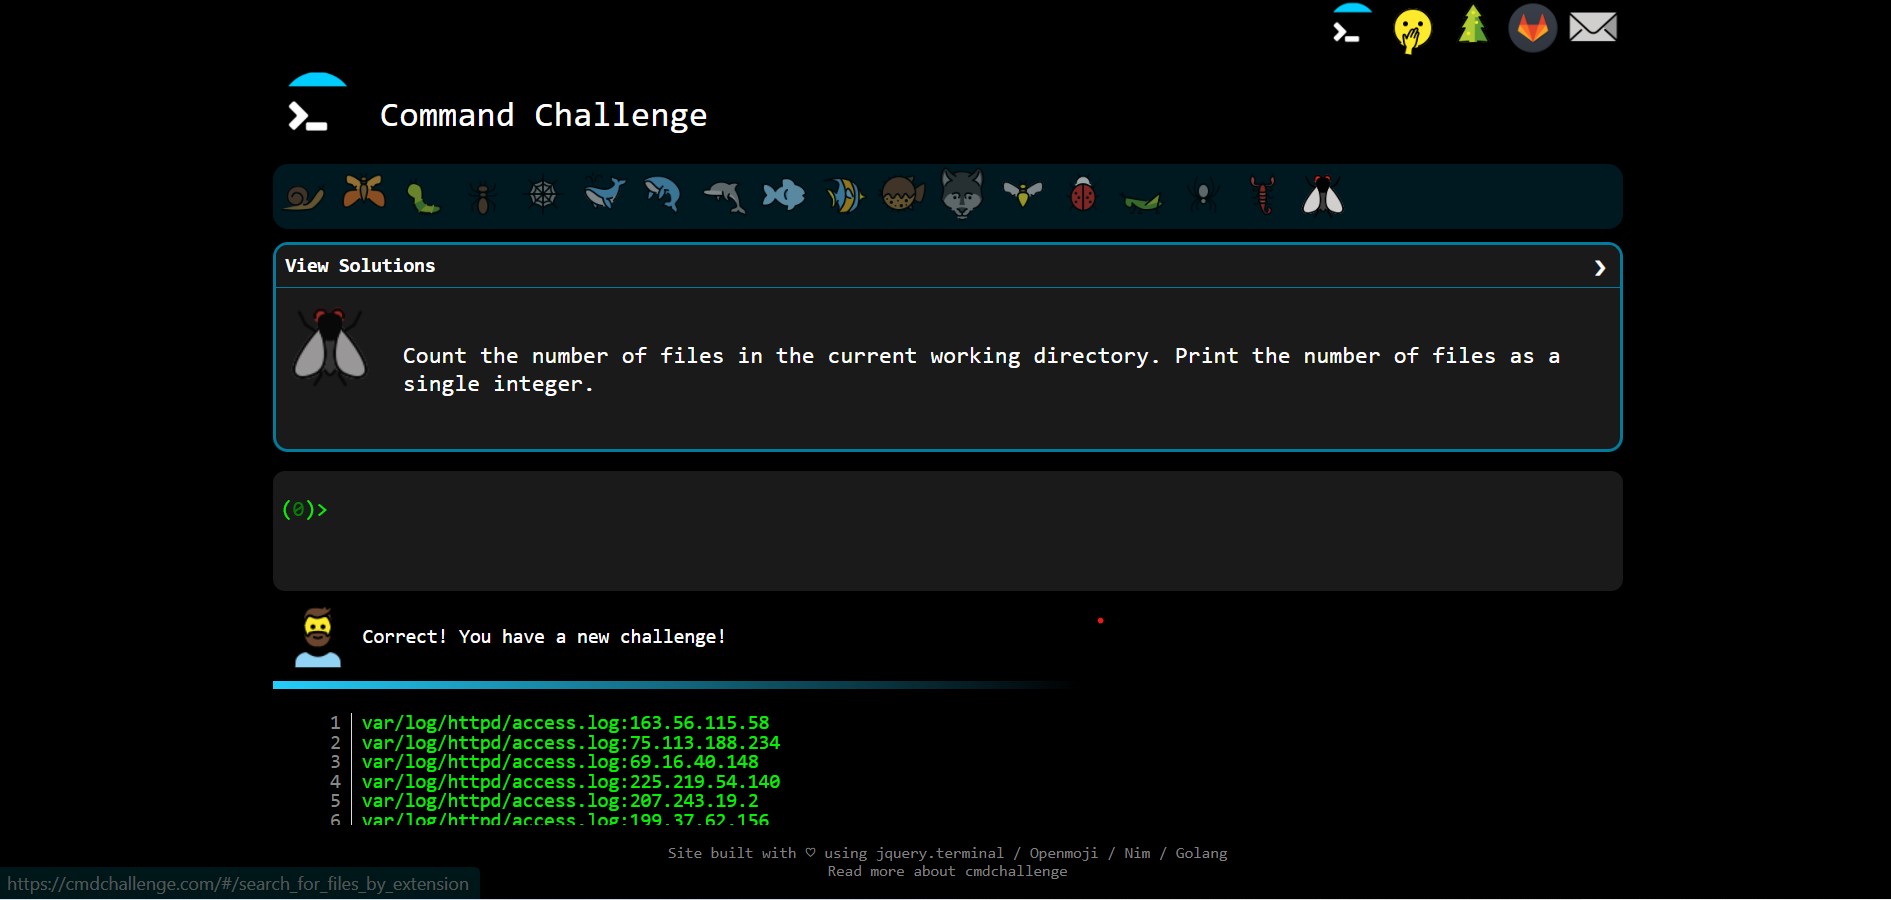 Command Challenge
View Solutions
Count the number of files in the current working directory. Print the number of files as a
single integer.
(0)>
Correct! You have a new challenge!
1 var/log/httpd/access.log:163.56.115.58
2 var/log/httpd/access.log:75.113.188.234
3 var/log/httpd/access.log:69.16.40.148
4 var/log/httpd/access.log:225.219.54.140
5 var/log/httpd/access.log:207.243.19.2
6 var/log/httpd/access.log:199.37.62.156
Site built with ♡ using jquery.terminal / Openmoji / Nim / Golang
Read more about cmdchallenge
https://cmdchallenge.com/#/search_for_files_by_extension